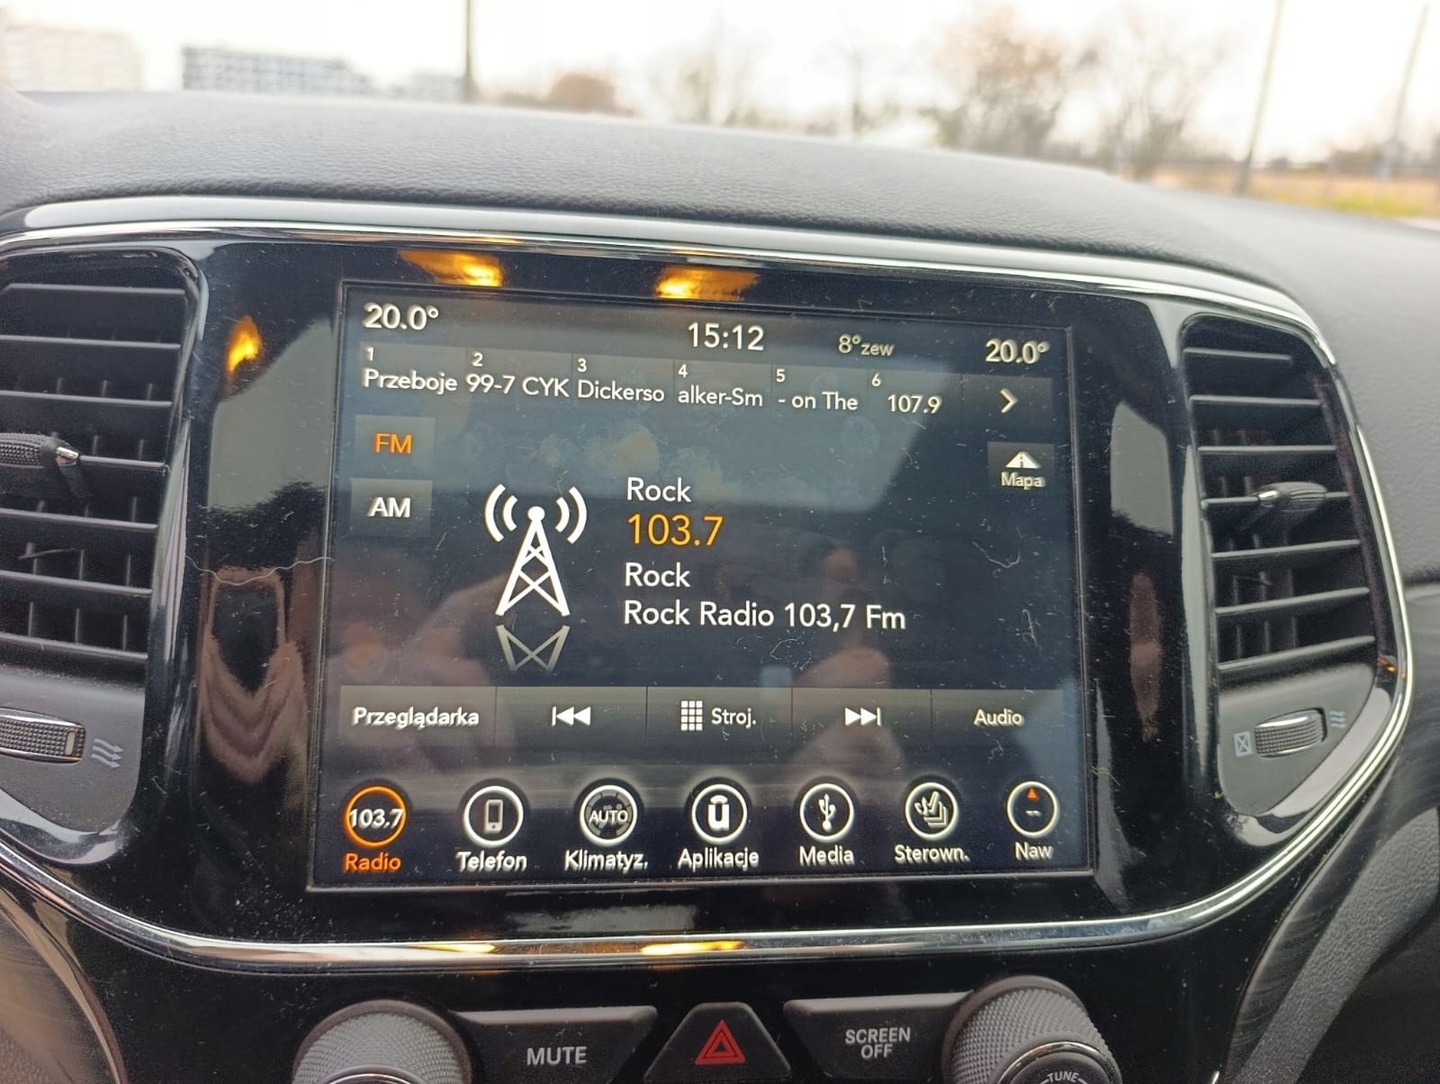 20.0° 15:12 8°zew 20.0°
1 2 3 4 5 6
Przeboje 99-7 CYK Dickerso alker-Sm - on The 107.9
FM
Mapa
AM
Rock
103.7
Rock
Rock Radio 103,7 Fm
Przeglądarka Stroj. Audio
103.7 AUTO --
Radio Telefon Klimatyz. Aplikacje Media Sterown. Naw
MUTE SCREEN
OFF
TUNE